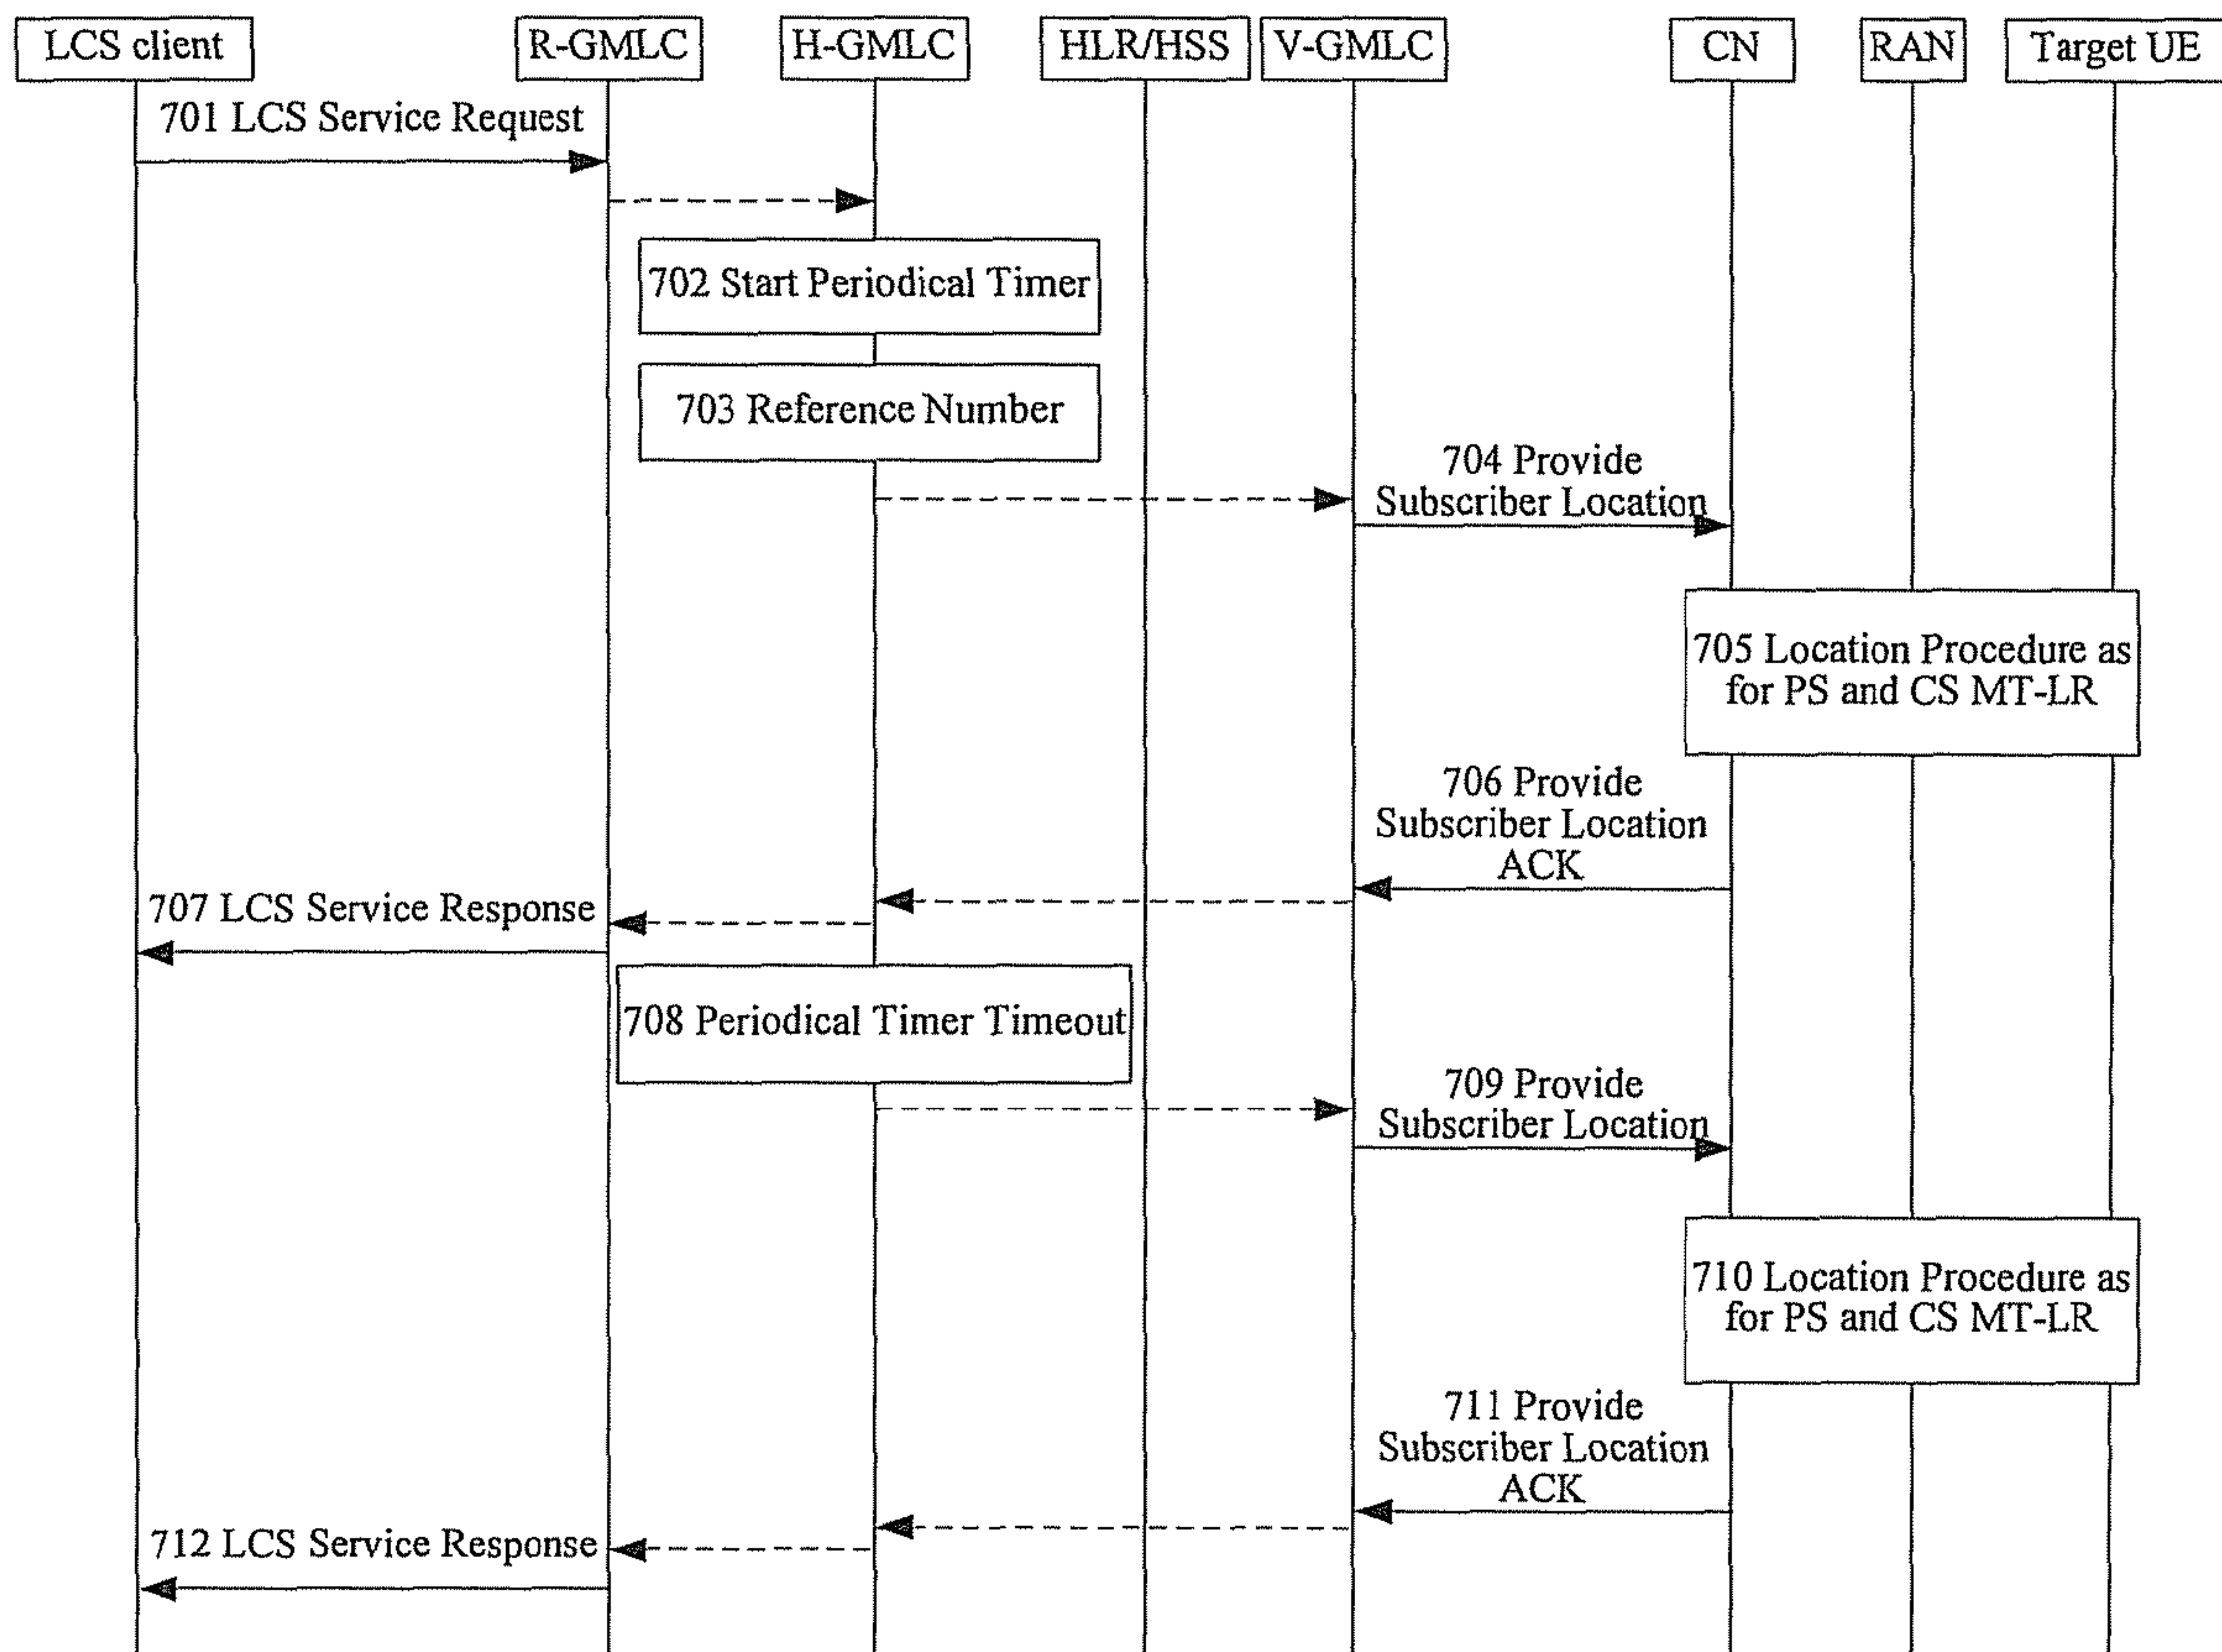 LCS client
R-GMLC
H-GMLC
HLR/HSS
V-GMLC
CN
RAN
Target UE
701 LCS Service Request
702 Start Periodical Timer
703 Reference Number
704 Provide
Subscriber Location
705 Location Procedure as
for PS and CS MT-LR
706 Provide
Subscriber Location
ACK
707 LCS Service Response
708 Periodical Timer Timeout
709 Provide
Subscriber Location
710 Location Procedure as
for PS and CS MT-LR
711 Provide
Subscriber Location
ACK
712 LCS Service Response